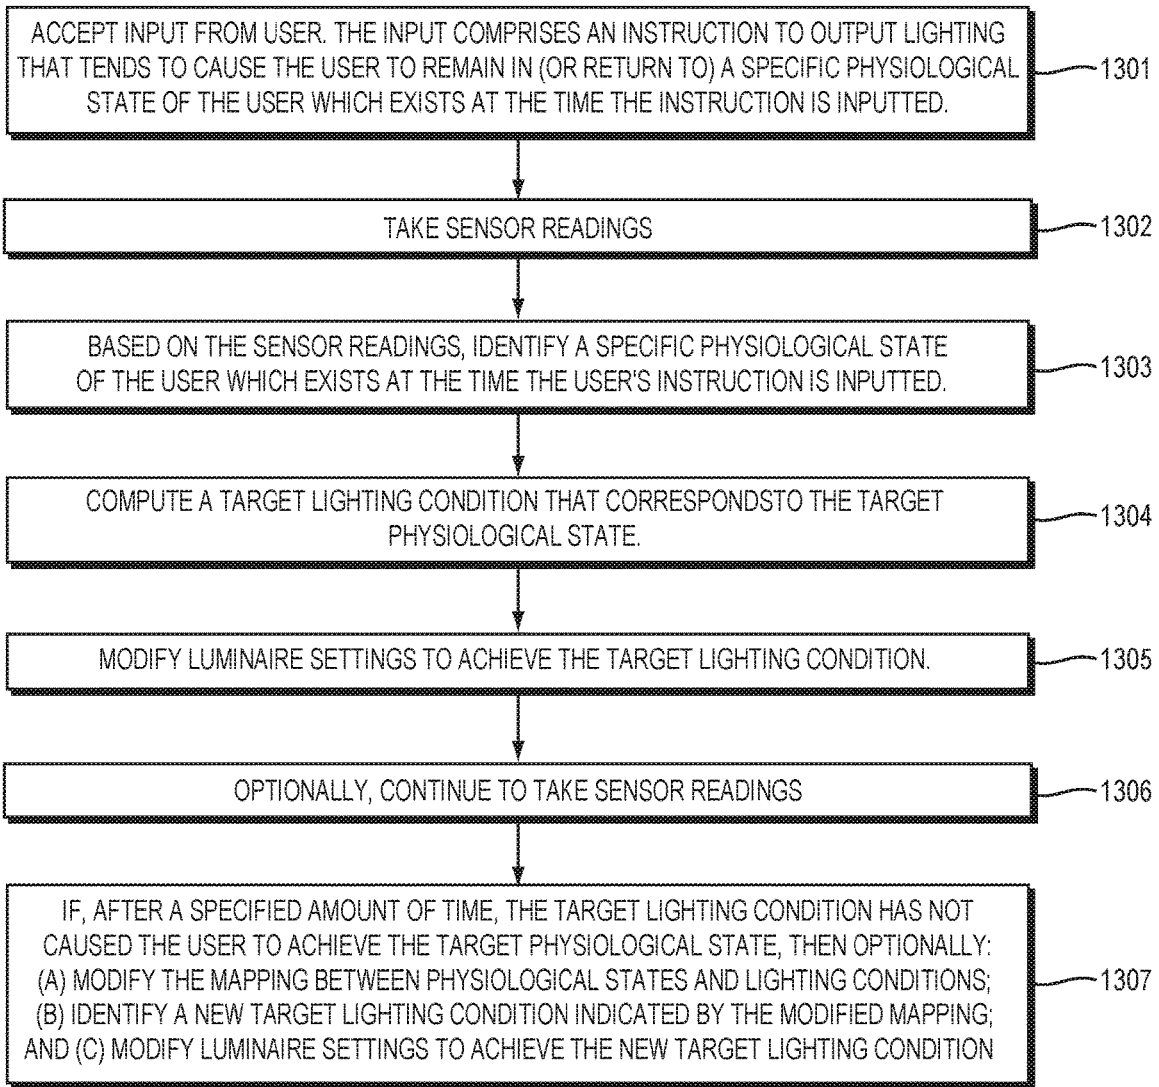 ACCEPT INPUT FROM USER. THE INPUT COMPRISES AN INSTRUCTION TO OUTPUT LIGHTING
THAT TENDS TO CAUSE THE USER TO REMAIN IN (OR RETURN TO) A SPECIFIC PHYSIOLOGICAL
STATE OF THE USER WHICH EXISTS AT THE TIME THE INSTRUCTION IS INPUTTED.
1301
TAKE SENSOR READINGS
1302
BASED ON THE SENSOR READINGS, IDENTIFY A SPECIFIC PHYSIOLOGICAL STATE
OF THE USER WHICH EXISTS AT THE TIME THE USER'S INSTRUCTION IS INPUTTED.
1303
COMPUTE A TARGET LIGHTING CONDITION THAT CORRESPONDSTO THE TARGET
PHYSIOLOGICAL STATE.
1304
MODIFY LUMINAIRE SETTINGS TO ACHIEVE THE TARGET LIGHTING CONDITION.
1305
OPTIONALLY, CONTINUE TO TAKE SENSOR READINGS
1306
IF, AFTER A SPECIFIED AMOUNT OF TIME, THE TARGET LIGHTING CONDITION HAS NOT
CAUSED THE USER TO ACHIEVE THE TARGET PHYSIOLOGICAL STATE, THEN OPTIONALLY:
(A) MODIFY THE MAPPING BETWEEN PHYSIOLOGICAL STATES AND LIGHTING CONDITIONS;
(B) IDENTIFY A NEW TARGET LIGHTING CONDITION INDICATED BY THE MODIFIED MAPPING;
AND (C) MODIFY LUMINAIRE SETTINGS TO ACHIEVE THE NEW TARGET LIGHTING CONDITION
1307